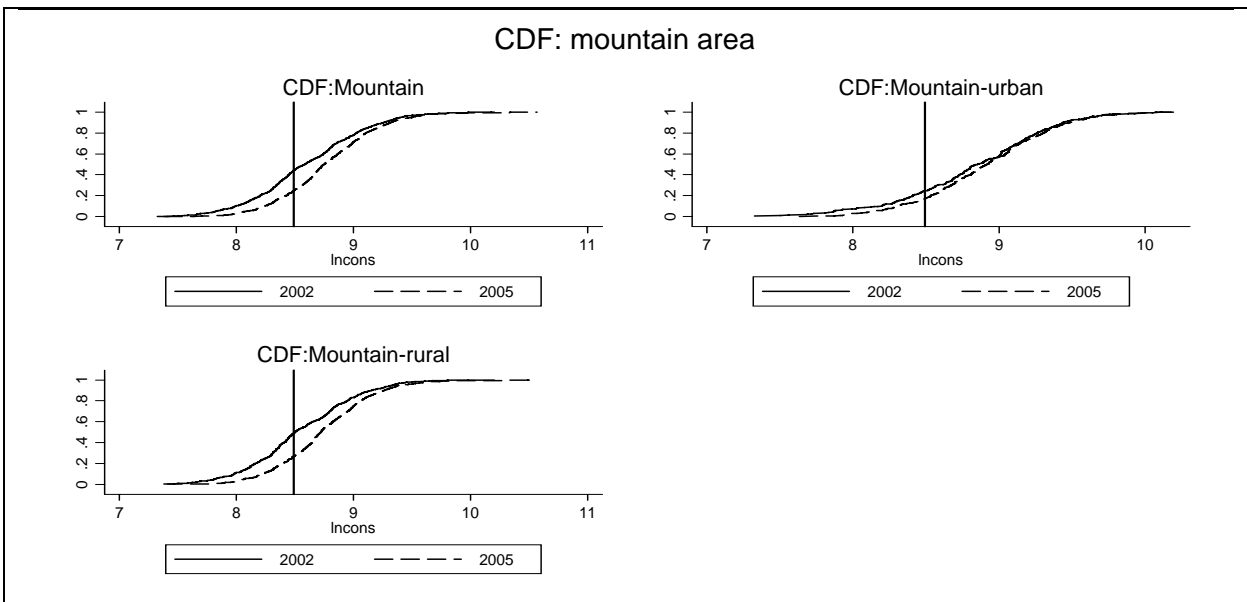 CDF: mountain area
CDF:Mountain
0 .2 .4 .6 .8 1
7 8 9 10 11
lncons
2002 2005
CDF:Mountain-urban
0 .2 .4 .6 .8 1
7 8 9 10
lncons
2002 2005
CDF:Mountain-rural
0 .2 .4 .6 .8 1
7 8 9 10 11
lncons
2002 2005